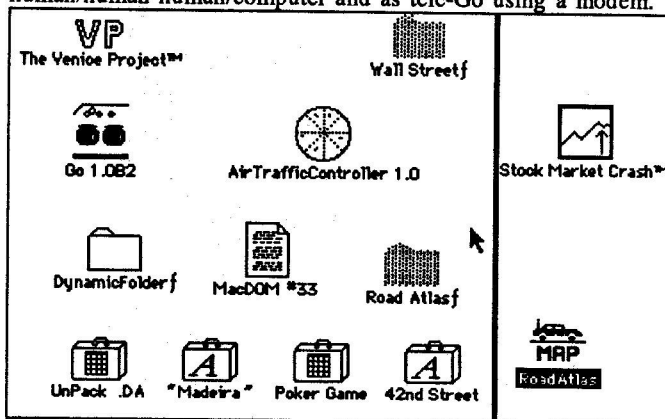 human/human human/computer and as tele-Go using a modem.
VP
The Venice Project™
Wall Streetƒ
Go 1.0B2
AirTrafficController 1.0
Stock Market Crash™
DynamicFolderƒ
MacDOM #33
Road Atlasƒ
MAP
RoadAtlas
UnPack .DA
"Madeira"
Poker Game
42nd Street
A
A